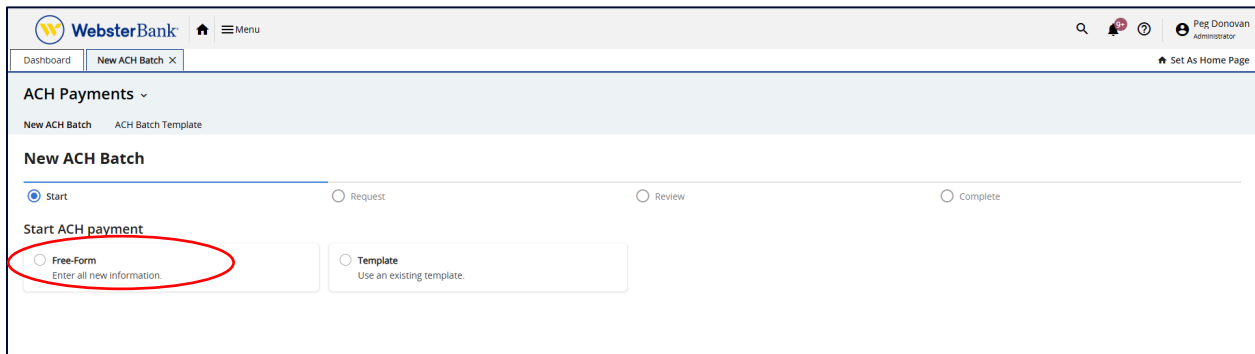 WebsterBank Menu 9+ Peg Donovan
Administrator
Dashboard New ACH Batch Set As Home Page
ACH Payments
New ACH Batch ACH Batch Template
New ACH Batch
Start Request Review Complete
Start ACH payment
Free-Form Template
Enter all new information. Use an existing template.